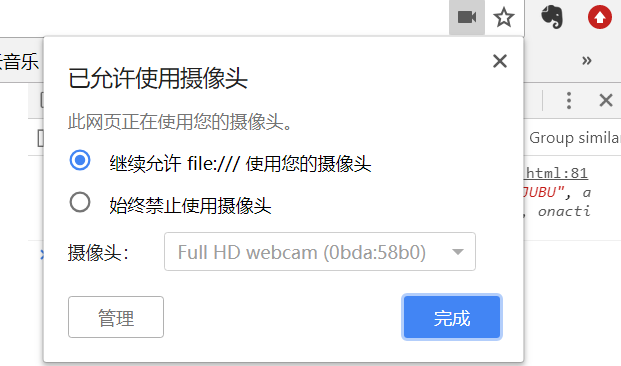 音乐
已允许使用摄像头
此网页正在使用您的摄像头。
继续允许 file:/// 使用您的摄像头
始终禁止使用摄像头
摄像头： Full HD webcam (0bda:58b0)
管理 完成
»
Group simila
html:81
JUBU", a
, onacti